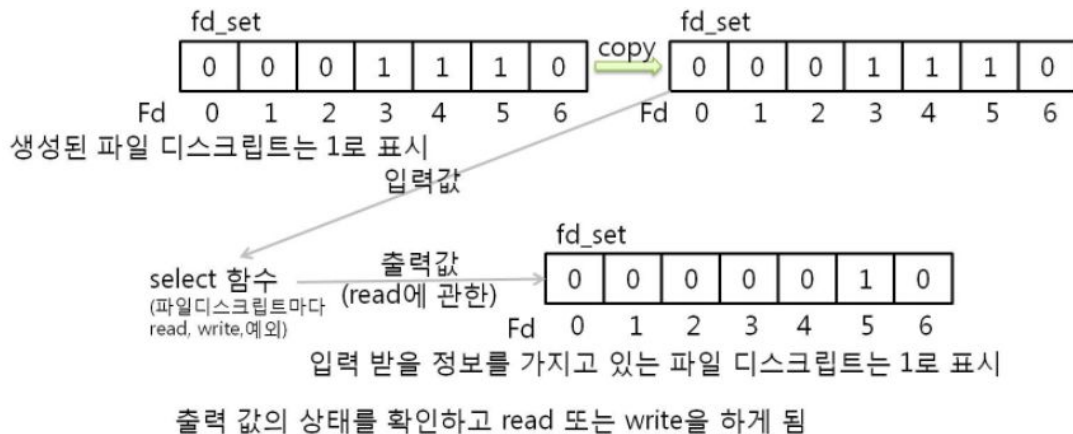 fd_set
0 0 0 1 1 1 0 copy 0 0 0 1 1 1 0
Fd 0 1 2 3 4 5 6 Fd 0 1 2 3 4 5 6
생성된 파일 디스크립트는 1로 표시
입력값
fd_set
select 함수
(파일디스크립트마다
read, write,예외)
출력값
(read에 관한)
0 0 0 0 0 1 0
Fd 0 1 2 3 4 5 6
입력 받을 정보를 가지고 있는 파일 디스크립트는 1로 표시
출력 값의 상태를 확인하고 read 또는 write을 하게 됨